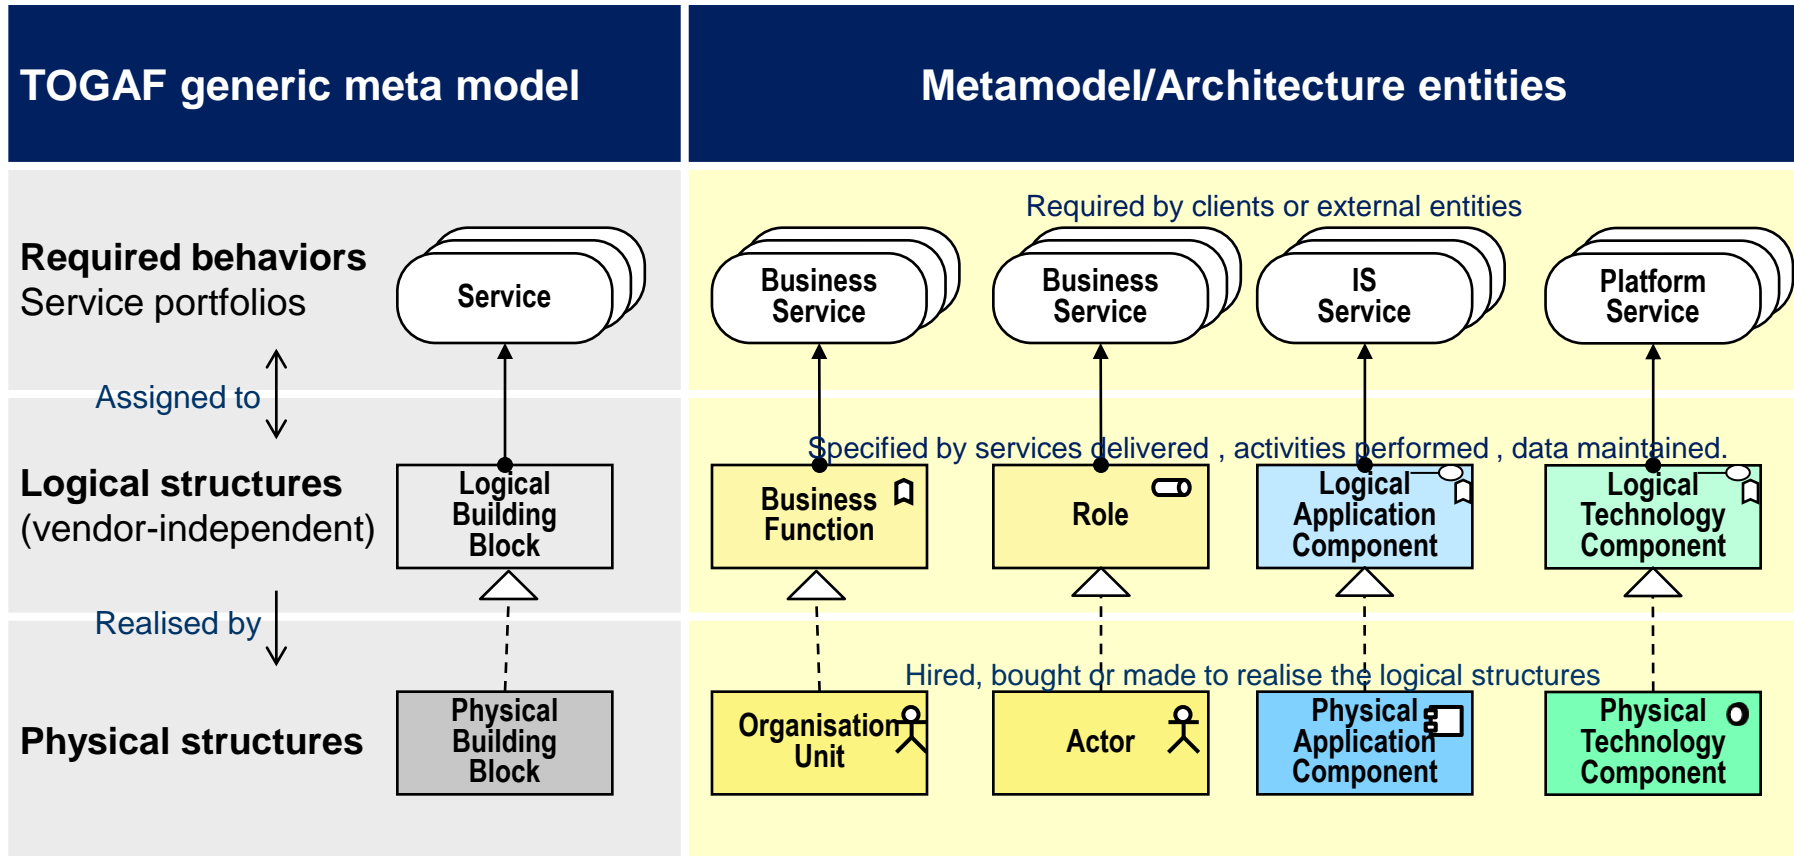 TOGAF generic meta model
Metamodel/Architecture entities
Required by clients or external entities
Required behaviors
Service portfolios
Service
Business
Service
Business
Service
IS
Service
Platform
Service
Assigned to
Specified by services delivered , activities performed , data maintained.
Logical structures
(vendor-independent)
Logical
Building
Block
Business
Function
Role
Logical
Application
Component
Logical
Technology
Component
Realised by
Hired, bought or made to realise the logical structures
Physical structures
Physical
Building
Block
Organisation
Unit
Actor
Physical
Application
Component
Physical
Technology
Component